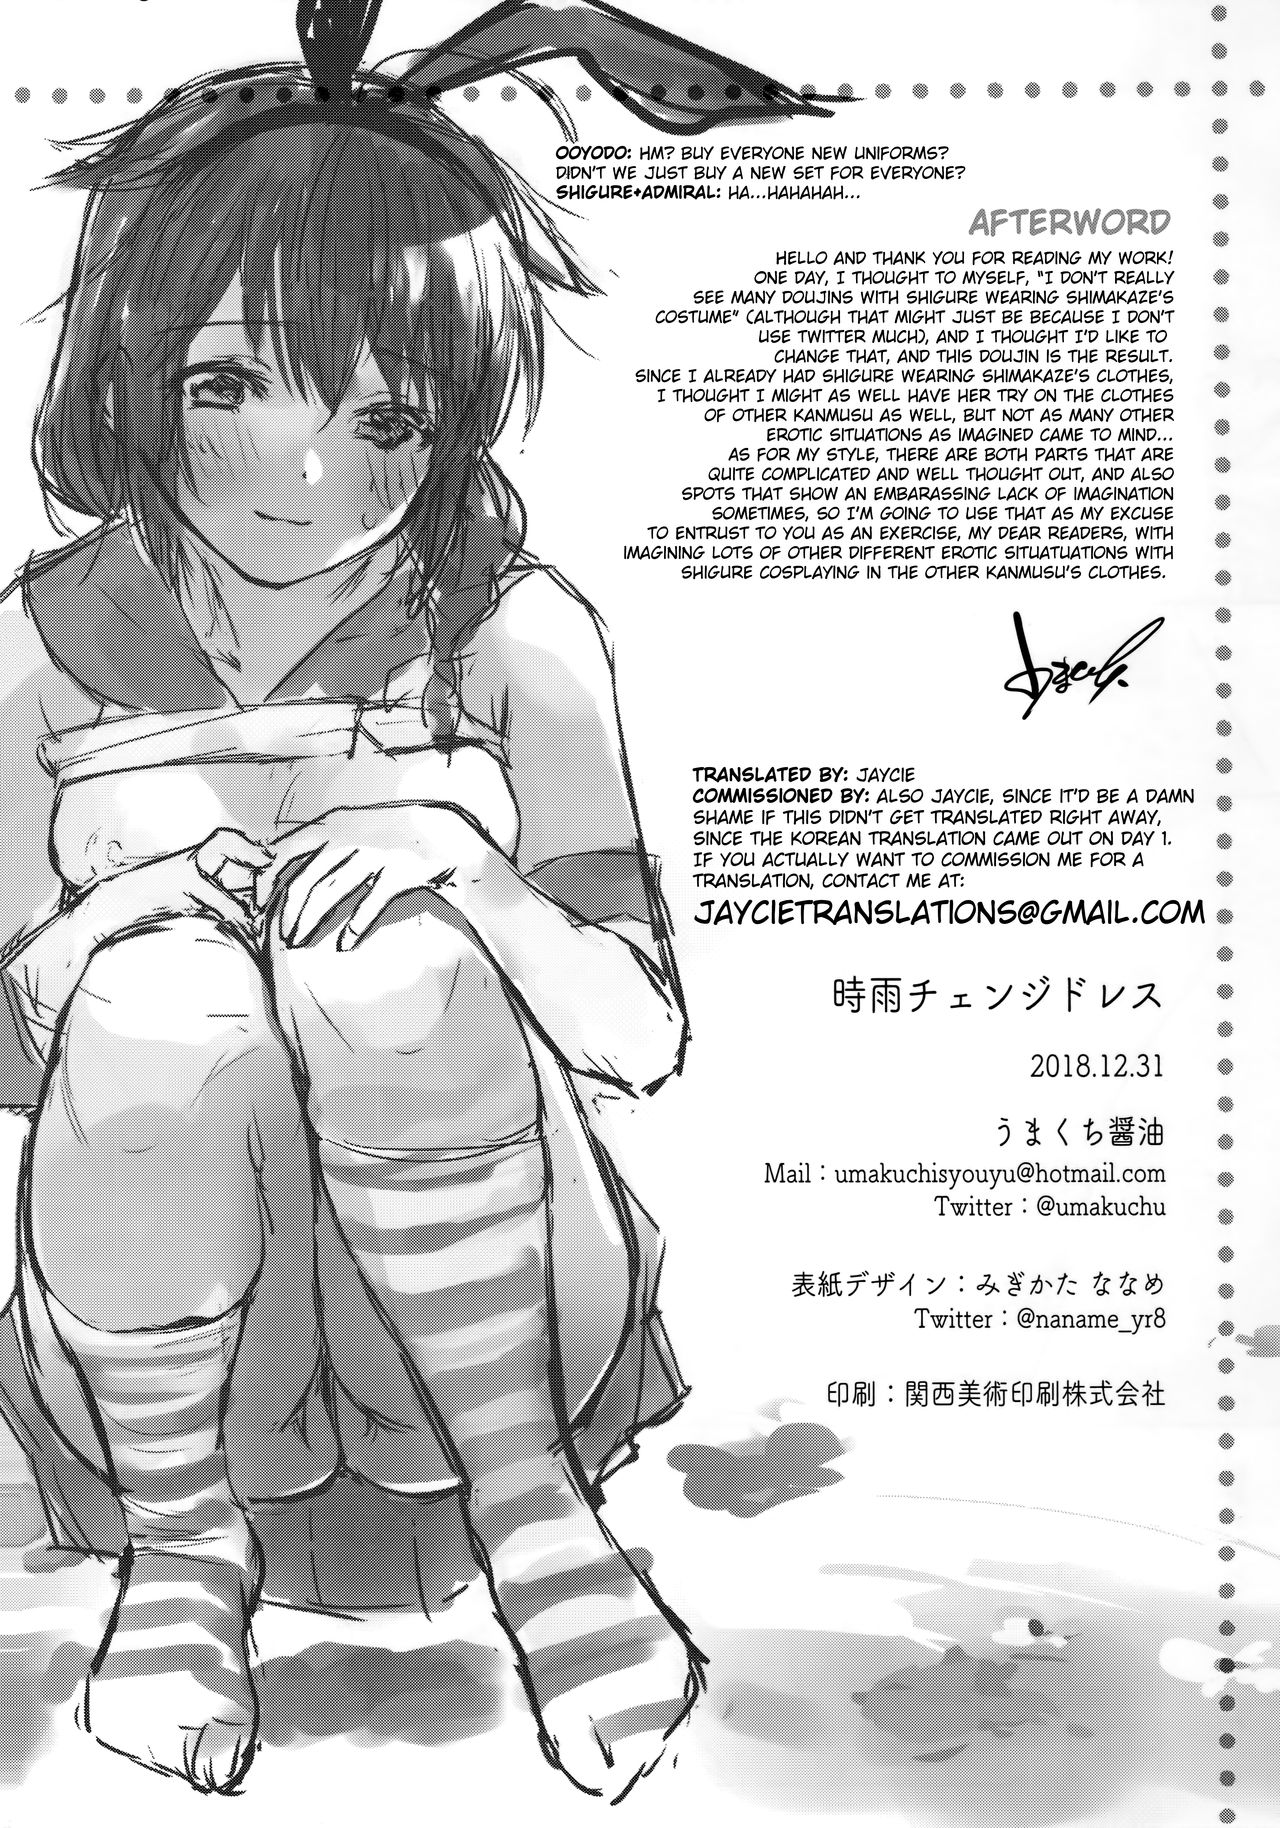 OOYODO: HM? BUY EVERYONE NEW UNIFORMS?
DIDN'T WE JUST BUY A NEW SET FOR EVERYONE?
SHIGURE+ADMIRAL: HA...HAHAHAH...
AFTERWORD
HELLO AND THANK YOU FOR READING MY WORK!
ONE DAY, I THOUGHT TO MYSELF, "I DON'T REALLY
SEE MANY DOUJINS WITH SHIGURE WEARING SHIMAKAZE'S
COSTUME" (ALTHOUGH THAT MIGHT JUST BE BECAUSE I DON'T
USE TWITTER MUCH), AND I THOUGHT I'D LIKE TO
CHANGE THAT, AND THIS DOUJIN IS THE RESULT.
SINCE I ALREADY HAD SHIGURE WEARING SHIMAKAZE'S CLOTHES,
I THOUGHT I MIGHT AS WELL HAVE HER TRY ON THE CLOTHES
OF OTHER KANMUSU AS WELL, BUT NOT AS MANY OTHER
EROTIC SITUATIONS AS IMAGINED CAME TO MIND...
AS FOR MY STYLE, THERE ARE BOTH PARTS THAT ARE
QUITE COMPLICATED AND WELL THOUGHT OUT, AND ALSO
SPOTS THAT SHOW AN EMBARASSING LACK OF IMAGINATION
SOMETIMES, SO I'M GOING TO USE THAT AS MY EXCUSE
TO ENTRUST TO YOU AS AN EXERCISE, MY DEAR READERS, WITH
IMAGINING LOTS OF OTHER DIFFERENT EROTIC SITUATUATIONS WITH
SHIGURE COSPLAYING IN THE OTHER KANMUSU'S CLOTHES.
TRANSLATED BY: JAYCIE
COMMISSIONED BY: ALSO JAYCIE, SINCE IT'D BE A DAMN
SHAME IF THIS DIDN'T GET TRANSLATED RIGHT AWAY,
SINCE THE KOREAN TRANSLATION CAME OUT ON DAY 1.
IF YOU ACTUALLY WANT TO COMMISSION ME FOR A
TRANSLATION, CONTACT ME AT:
JAYCIETRANSLATIONS@GMAIL.COM
時雨チェンジドレス
2018.12.31
うまくち醤油
Mail：umakuchisyouyu@hotmail.com
Twitter：@umakuchu
表紙デザイン：みぎかた ななめ
Twitter：@naname_yr8
印刷：関西美術印刷株式会社